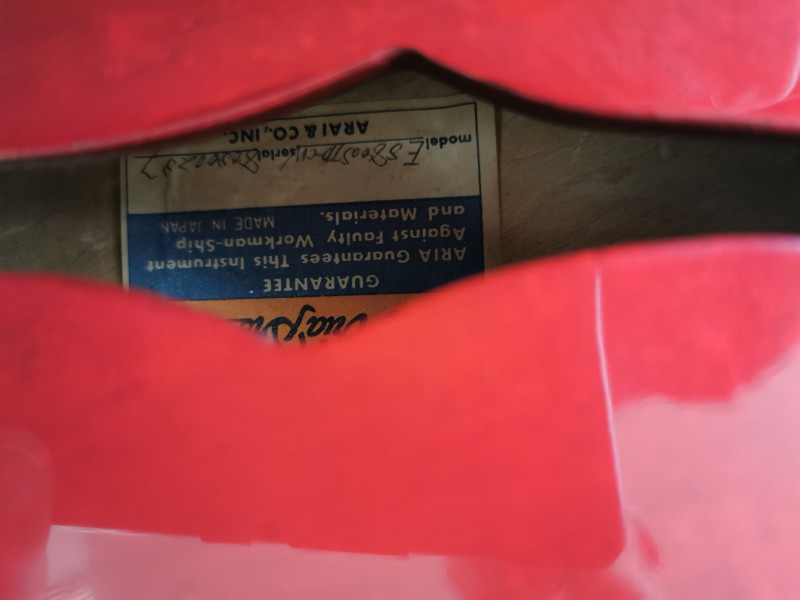 GUARANTEE
ARIA Guarantees This Instrument
Against Faulty Workman-Ship
and Materials. MADE IN JAPAN
model serial
ARAI & CO., INC.